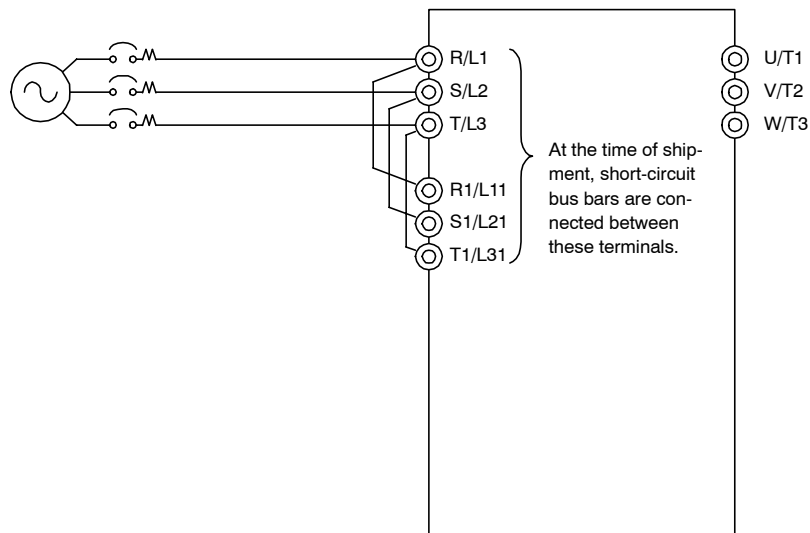 R/L1
S/L2
T/L3
R1/L11
S1/L21
T1/L31
At the time of ship-
ment, short-circuit
bus bars are con-
nected between
these terminals.
U/T1
V/T2
W/T3